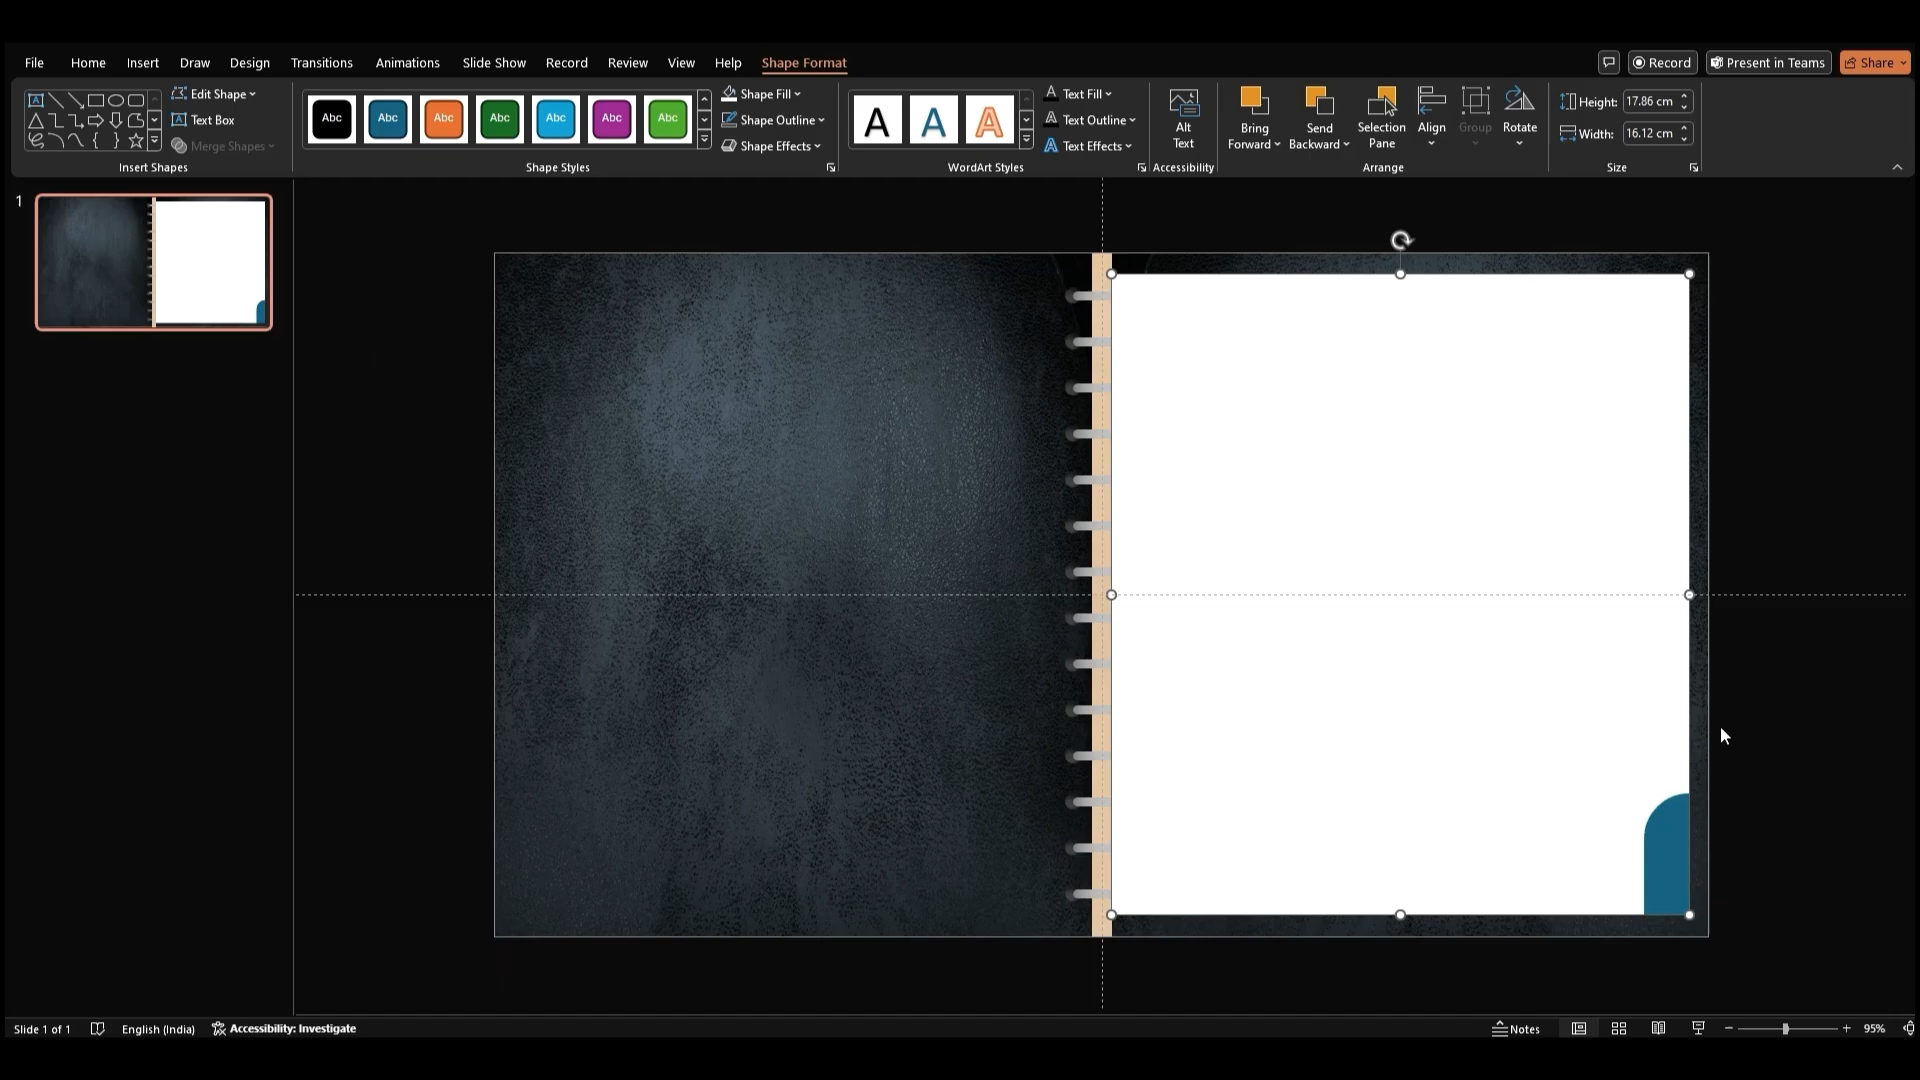 File Home Insert Draw Design Transitions Animations Slide Show Record Review View Help Shape Format Record Present in Teams Share
Edit Shape
Text Box
Merge Shapes
Insert Shapes
Abc Abc Abc Abc Abc Abc Abc
Shape Fill
Shape Outline
Shape Effects
Shape Styles
A A A
Text Fill
Text Outline
Text Effects
WordArt Styles
Alt
Text
Accessibility
Bring
Forward
Send
Backward
Selection
Pane
Align
Group
Rotate
Arrange
Height: 17.86 cm
Width: 16.12 cm
Size
1
Slide 1 of 1 English (India) Accessibility: Investigate Notes 95%